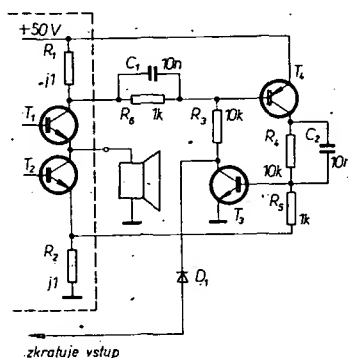 +50V
R₁
j1
C₁ 10n
T₄
T₁
R₆
1k
R₃
10k
R₄
C₂
T₂
10k
10n
T₃
R₅
1k
R₂
j1
D₁
zkratuje vstup